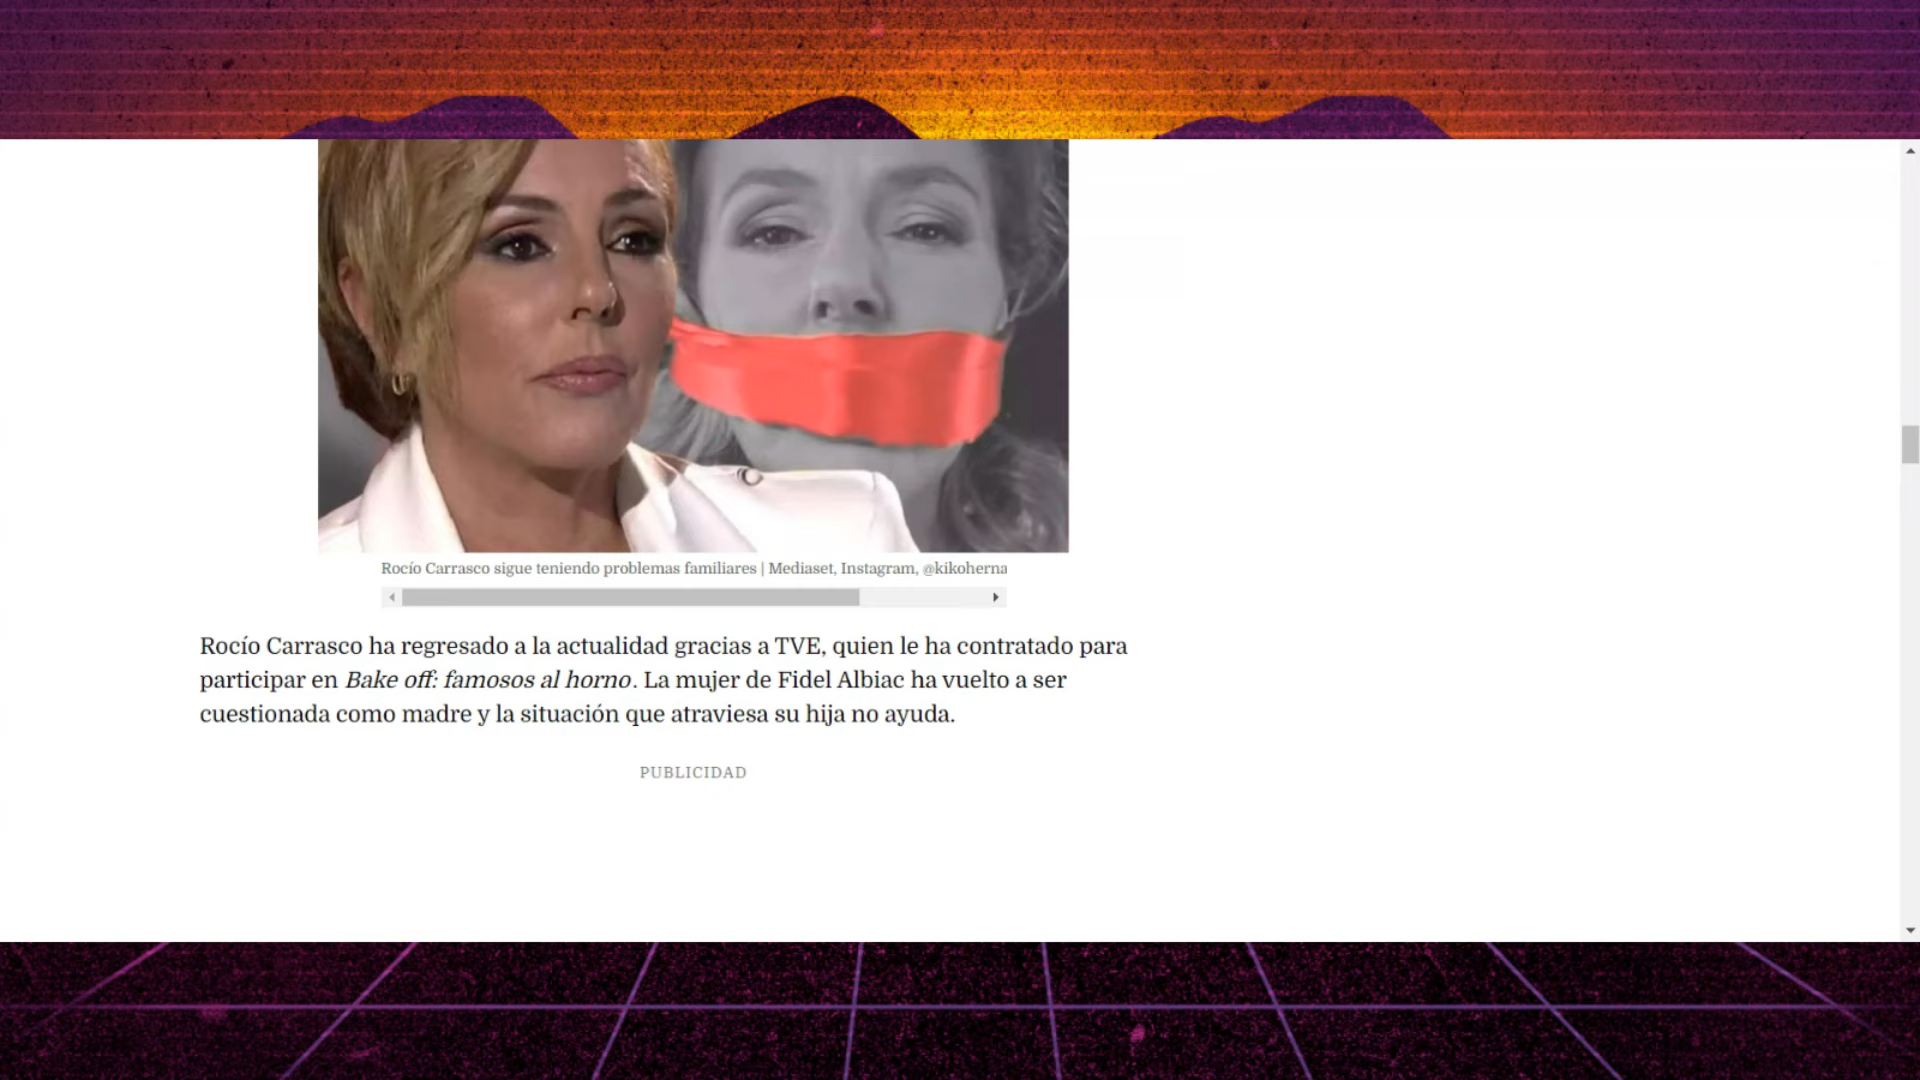 Rocío Carrasco sigue teniendo problemas familiares | Mediaset, Instagram, @kikoherna
Rocío Carrasco ha regresado a la actualidad gracias a TVE, quien le ha contratado para
participar en Bake off: famosos al horno. La mujer de Fidel Albiac ha vuelto a ser
cuestionada como madre y la situación que atraviesa su hija no ayuda.
PUBLICIDAD